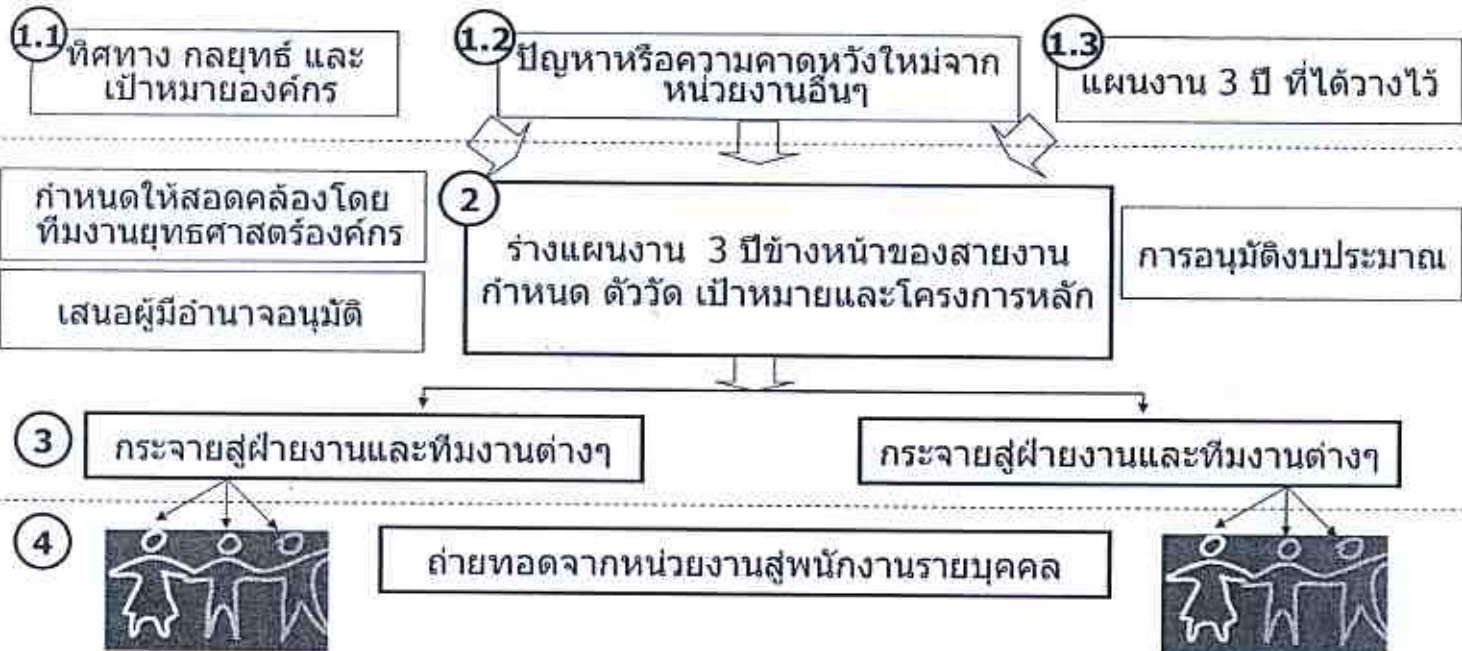 1.1
ทิศทาง กลยุทธ์ และ
เป้าหมายองค์กร
1.2
ปัญหาหรือความคาดหวังใหม่จาก
หน่วยงานอื่นๆ
1.3
แผนงาน 3 ปี ที่ได้วางไว้
กำหนดให้สอดคล้องโดย
ทีมงานยุทธศาสตร์องค์กร
เสนอผู้มีอำนาจอนุมัติ
2
ร่างแผนงาน 3 ปีข้างหน้าของสายงาน
กำหนด ตัววัด เป้าหมายและโครงการหลัก
การอนุมัติงบประมาณ
3
กระจายสู่ฝ่ายงานและทีมงานต่างๆ
กระจายสู่ฝ่ายงานและทีมงานต่างๆ
4
ถ่ายทอดจากหน่วยงานสู่พนักงานรายบุคคล